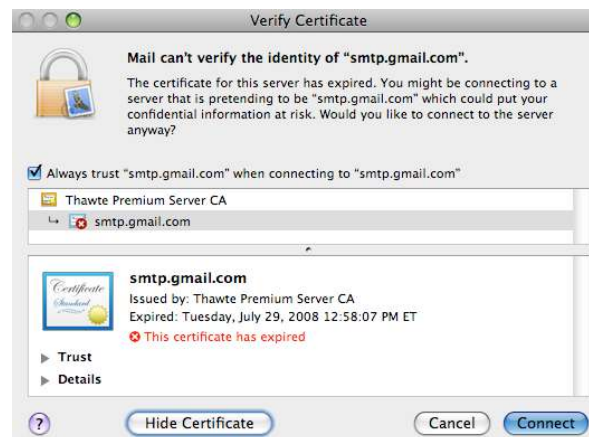 Verify Certificate
Mail can't verify the identity of “smtp.gmail.com”.
The certificate for this server has expired. You might be connecting to a
server that is pretending to be “smtp.gmail.com” which could put your
confidential information at risk. Would you like to connect to the server
anyway?
Always trust “smtp.gmail.com” when connecting to “smtp.gmail.com”
Thawte Premium Server CA
smtp.gmail.com
Certificate
Standard
smtp.gmail.com
Issued by: Thawte Premium Server CA
Expired: Tuesday, July 29, 2008 12:58:07 PM ET
This certificate has expired
Trust
Details
? Hide Certificate Cancel Connect